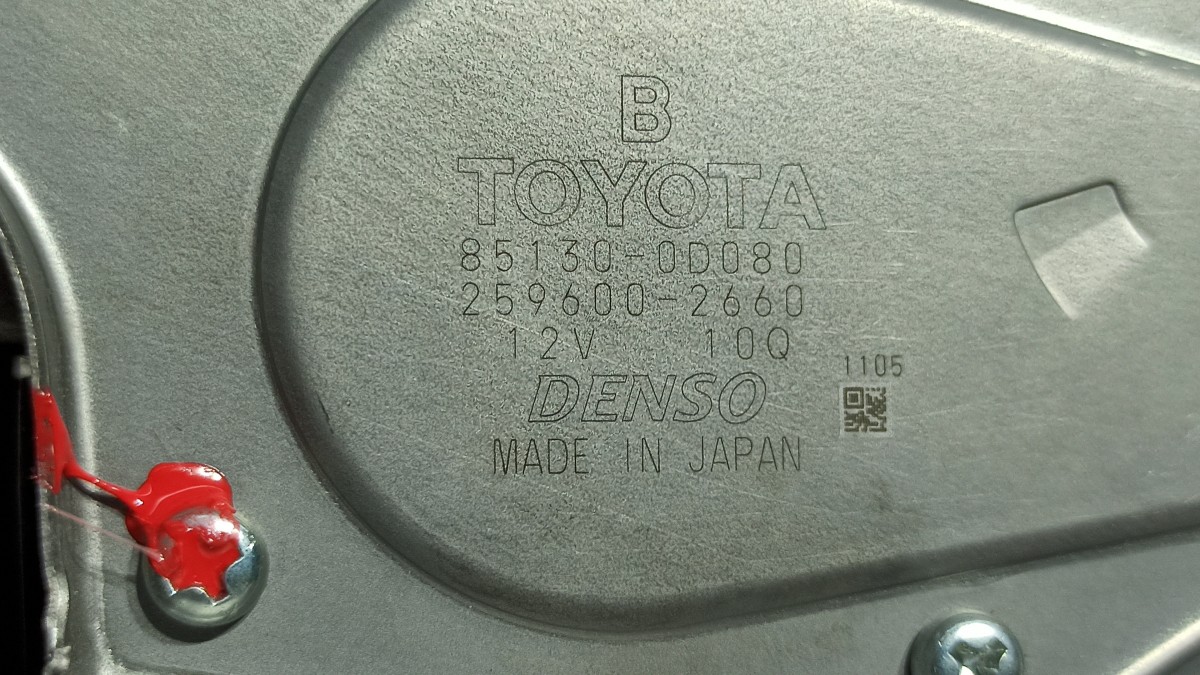 B
TOYOTA
85130-0D080
259600-2660
12V 10Q
1105
DENSO
MADE IN JAPAN